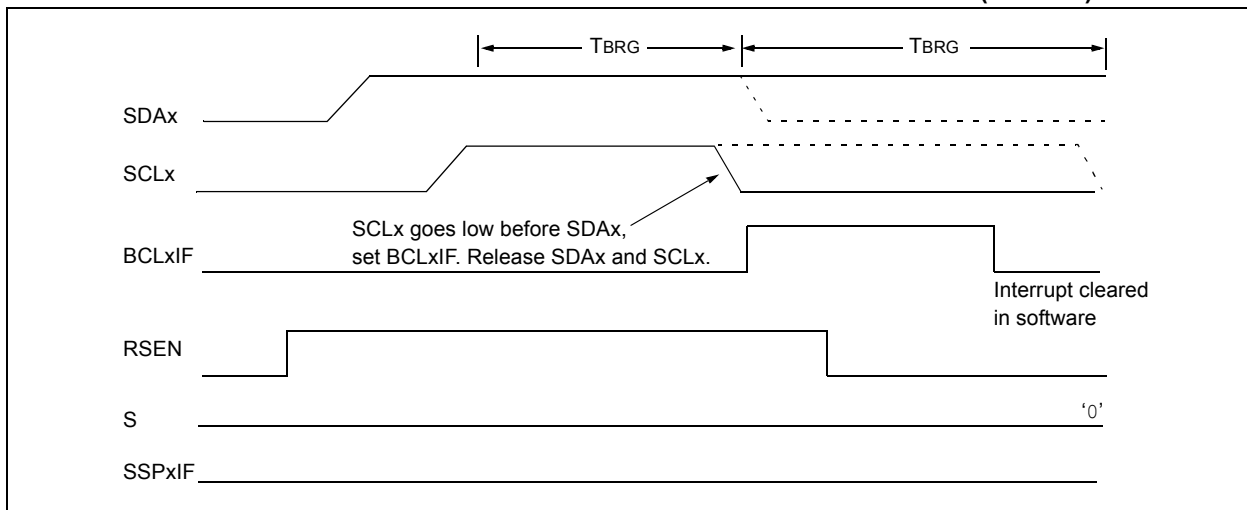 TBRG
TBRG
SDAx
SCLx
SCLx goes low before SDAx,
set BCLxIF. Release SDAx and SCLx.
BCLxIF
Interrupt cleared
in software
RSEN
S
‘0’
SSPxIF